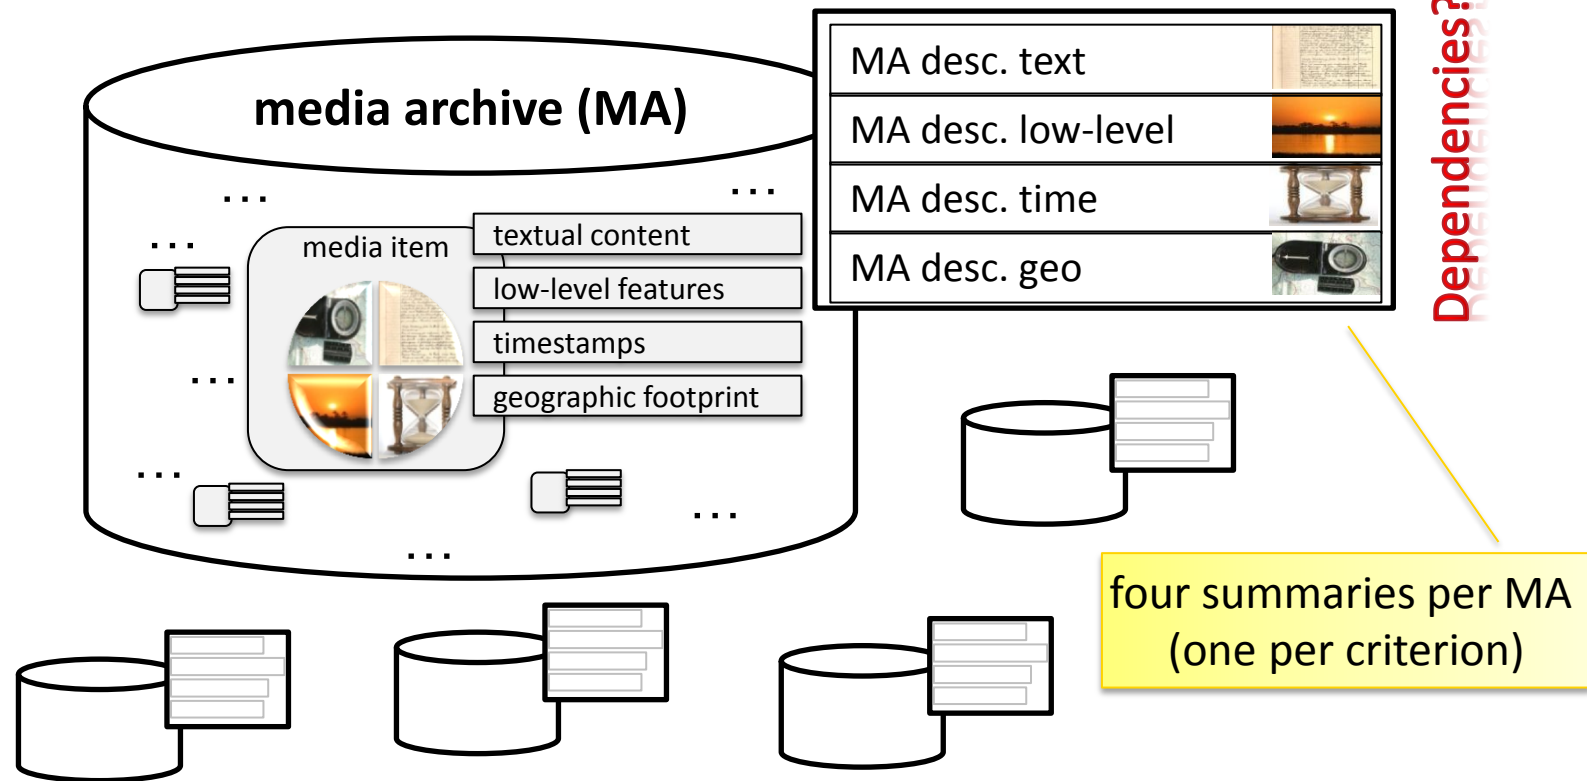 media archive (MA)
...
...
...
...
...
...
...
media item
textual content
low-level features
timestamps
geographic footprint
MA desc. text
MA desc. low-level
MA desc. time
MA desc. geo
Dependencies?
four summaries per MA
(one per criterion)